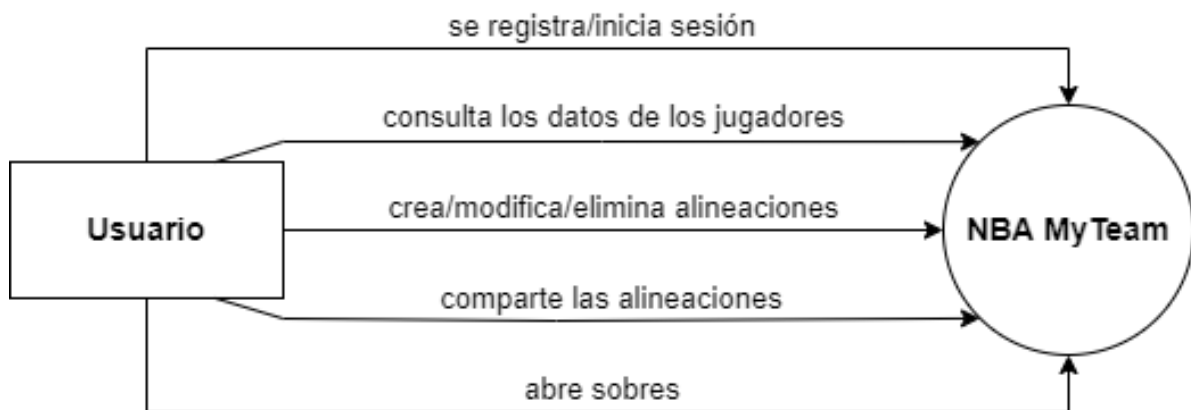 se registra/inicia sesión
consulta los datos de los jugadores
crea/modifica/elimina alineaciones
Usuario
NBA MyTeam
comparte las alineaciones
abre sobres